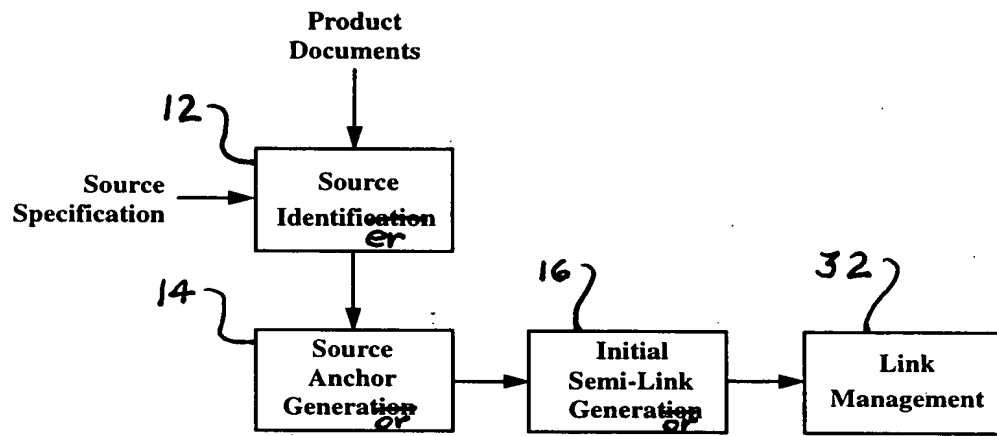 Product
Documents
12
Source
Specification
Source
Identification
er
14
16
32
Source
Anchor
Generation
or
Initial
Semi-Link
Generation
or
Link
Management